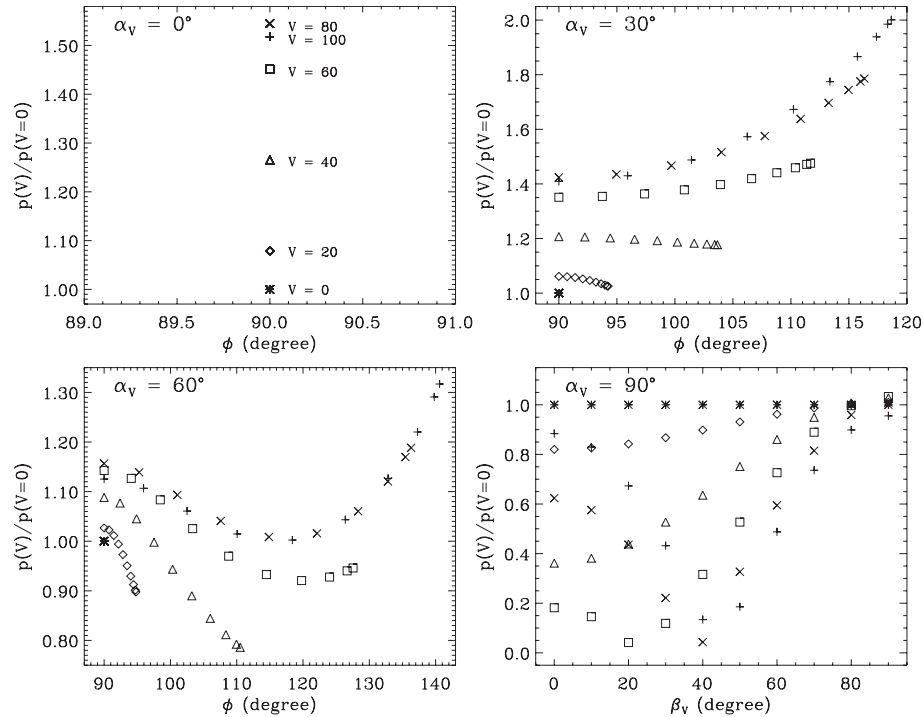 α_V = 0°
× V = 80
+ V = 100
□ V = 60
△ V = 40
◇ V = 20
✳ V = 0
p(V)/p(V=0)
1.50
1.40
1.30
1.20
1.10
1.00
89.0 89.5 90.0 90.5 91.0
φ (degree)
α_V = 30°
p(V)/p(V=0)
2.0
1.8
1.6
1.4
1.2
1.0
90 95 100 105 110 115 120
φ (degree)
α_V = 60°
p(V)/p(V=0)
1.30
1.20
1.10
1.00
0.90
0.80
90 100 110 120 130 140
φ (degree)
α_V = 90°
p(V)/p(V=0)
1.0
0.8
0.6
0.4
0.2
0.0
0 20 40 60 80
β_V (degree)